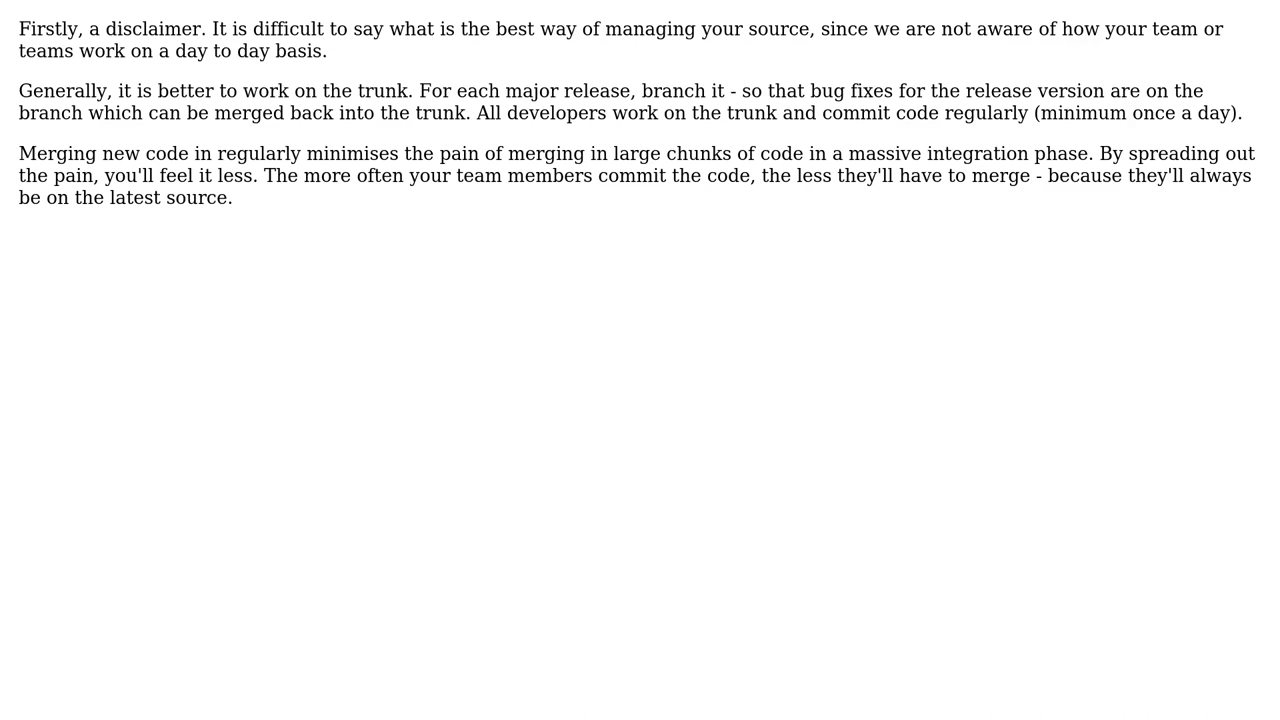 Firstly, a disclaimer. It is difficult to say what is the best way of managing your source, since we are not aware of how your team or
teams work on a day to day basis.
Generally, it is better to work on the trunk. For each major release, branch it - so that bug fixes for the release version are on the
branch which can be merged back into the trunk. All developers work on the trunk and commit code regularly (minimum once a day).
Merging new code in regularly minimises the pain of merging in large chunks of code in a massive integration phase. By spreading out
the pain, you'll feel it less. The more often your team members commit the code, the less they'll have to merge - because they'll always
be on the latest source.